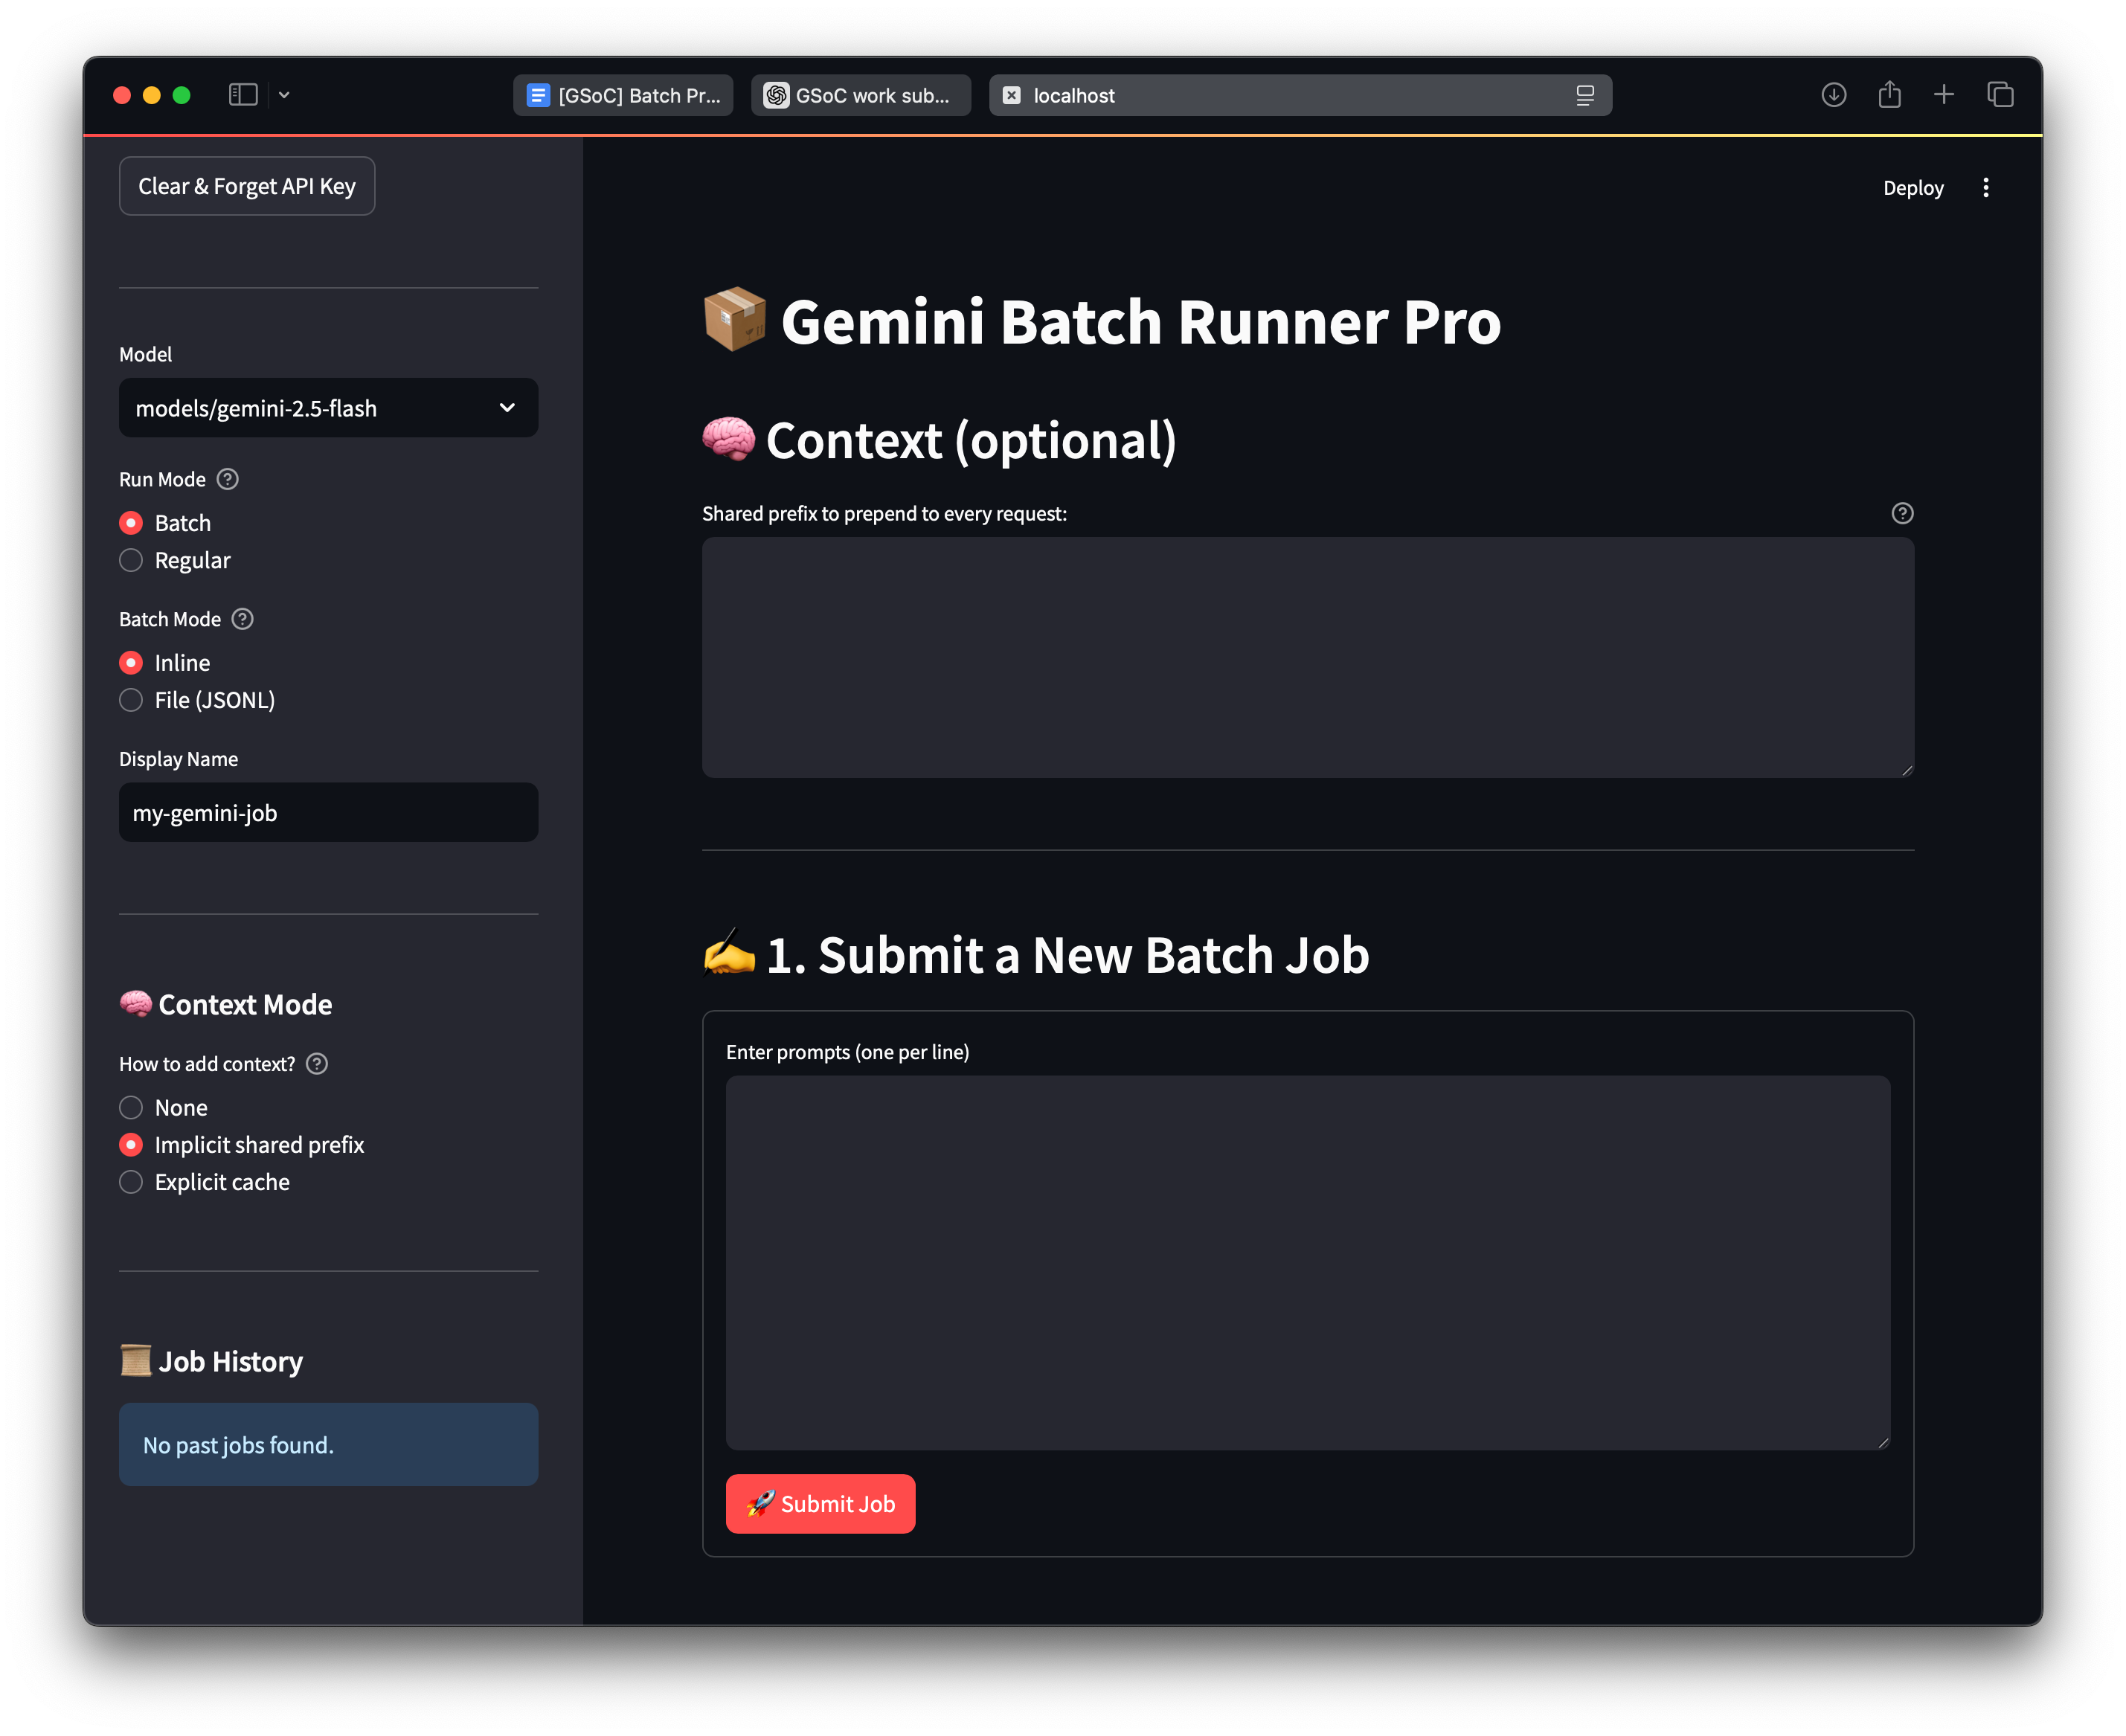 [GSoC] Batch Pr...
GSoC work sub...
localhost
Clear & Forget API Key
Model
models/gemini-2.5-flash
Run Mode
Batch
Regular
Batch Mode
Inline
File (JSONL)
Display Name
my-gemini-job
🧠 Context Mode
How to add context?
None
Implicit shared prefix
Explicit cache
📜 Job History
No past jobs found.
Deploy
📦 Gemini Batch Runner Pro
🧠 Context (optional)
Shared prefix to prepend to every request:
✍️ 1. Submit a New Batch Job
Enter prompts (one per line)
🚀 Submit Job